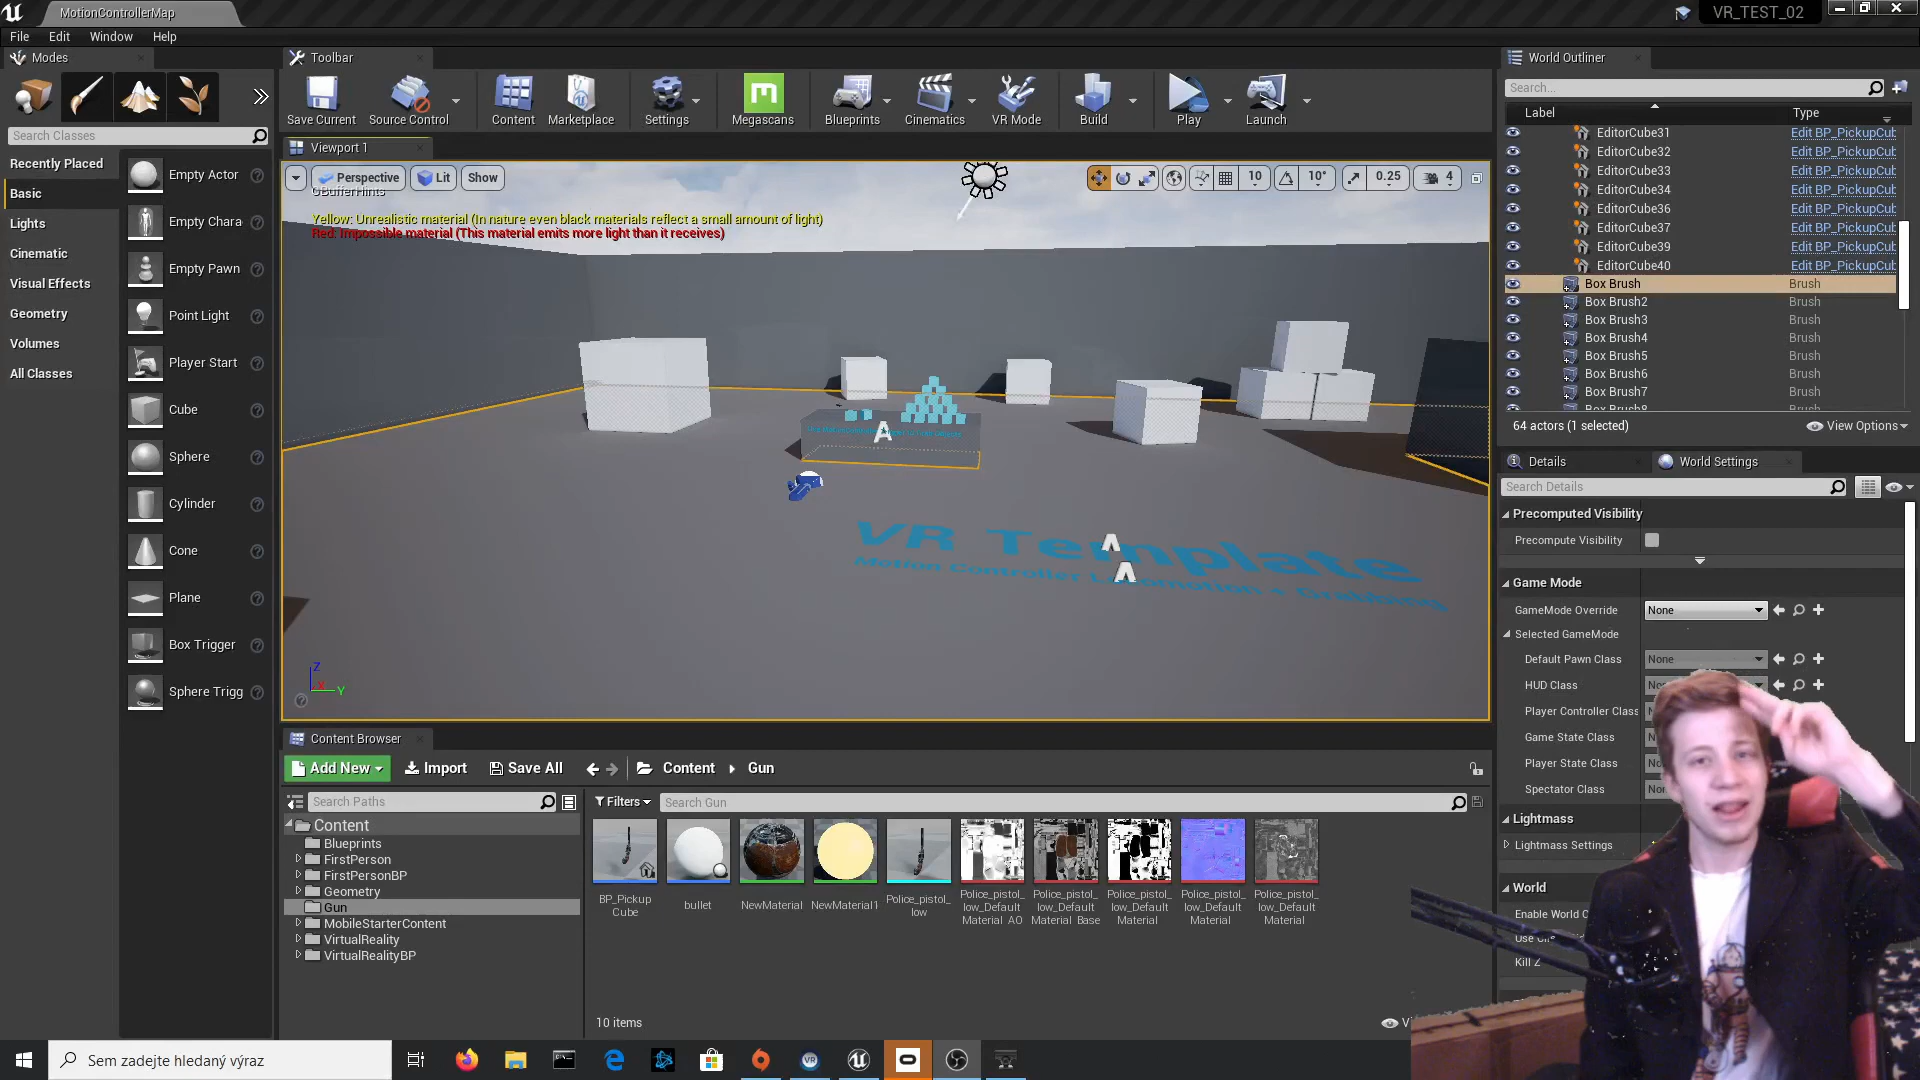 MotionControllerMap
VR_TEST_02
File Edit Window Help
Modes
Toolbar
World Outliner
Save Current
Source Control
Content
Marketplace
Settings
Megascans
Blueprints
Cinematics
VR Mode
Build
Play
Launch
Search Classes
Recently Placed
Basic
Lights
Cinematic
Visual Effects
Geometry
Volumes
All Classes
Empty Actor
Empty Chara
Empty Pawn
Point Light
Player Start
Cube
Sphere
Cylinder
Cone
Plane
Box Trigger
Sphere Trigg
Viewport 1
Perspective
Lit
Show
10
10°
0.25
4
GBufferHints
Yellow: Unrealistic material (In nature even black materials reflect a small amount of light)
Red: Impossible material (This material emits more light than it receives)
VR Template
Motion Controller Locomotion + Grabbing
Z
X
Y
Search...
Label Type
EditorCube31 Edit BP_PickupCub
EditorCube32 Edit BP_PickupCub
EditorCube33 Edit BP_PickupCub
EditorCube34 Edit BP_PickupCub
EditorCube36 Edit BP_PickupCub
EditorCube37 Edit BP_PickupCub
EditorCube39 Edit BP_PickupCub
EditorCube40 Edit BP_PickupCub
Box Brush Brush
Box Brush2 Brush
Box Brush3 Brush
Box Brush4 Brush
Box Brush5 Brush
Box Brush6 Brush
Box Brush7 Brush
Box Brush8 Brush
64 actors (1 selected)
View Options
Details
World Settings
Search Details
Precomputed Visibility
Precompute Visibility
Game Mode
GameMode Override None
Selected GameMode
Default Pawn Class None
HUD Class
Player Controller Class
Game State Class
Player State Class
Spectator Class
Lightmass
Lightmass Settings
World
Enable World C
Kill Z
Content Browser
Add New
Import
Save All
Content
Gun
Search Paths
Filters
Search Gun
Content
Blueprints
FirstPerson
FirstPersonBP
Geometry
Gun
MobileStarterContent
VirtualReality
VirtualRealityBP
BP_Pickup
Cube
bullet
NewMaterial
NewMaterial1
Police_pistol_
low
Police_pistol_
low_Default
Material_AO
Police_pistol_
low_Default
Material_Base
Police_pistol_
low_Default
Material
Police_pistol_
low_Default
Material
Police_pistol_
low_Default
Material
10 items
Sem zadejte hledaný výraz